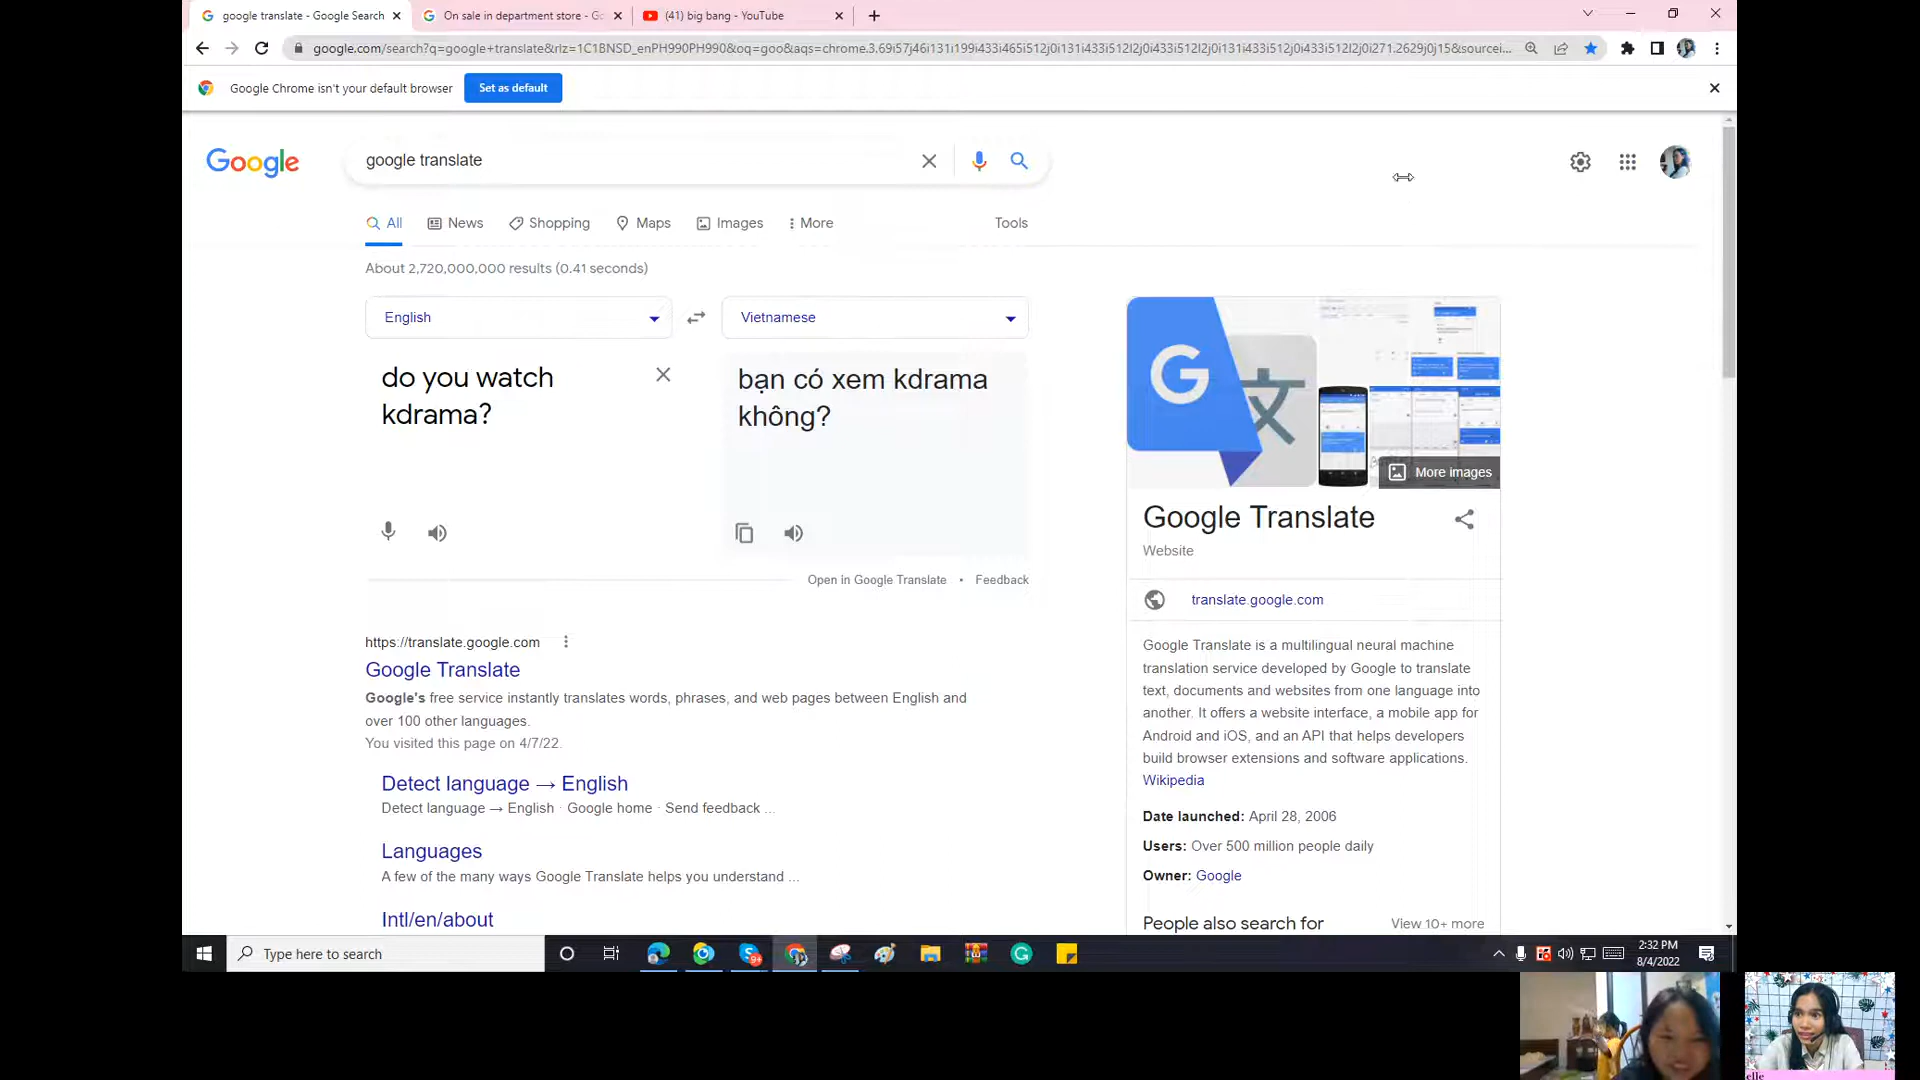 google translate - Google Search
On sale in department store - Go
(41) big bang - YouTube
google.com/search?q=google+translate&rlz=1C1BNSD_enPH990PH990&oq=goo&aqs=chrome.3.69i57j46i131i199i433i465i512j0i131i433i512l2j0i433i512j0i131i433i512j0i433i512l2j0i271.2629j0j15&sourcei...
Google Chrome isn't your default browser
Set as default
Google
google translate
All
News
Shopping
Maps
Images
More
Tools
About 2,720,000,000 results (0.41 seconds)
English
Vietnamese
do you watch
kdrama?
bạn có xem kdrama
không?
Open in Google Translate • Feedback
https://translate.google.com
Google Translate
Google's free service instantly translates words, phrases, and web pages between English and
over 100 other languages.
You visited this page on 4/7/22.
Detect language → English
Detect language → English · Google home · Send feedback ...
Languages
A few of the many ways Google Translate helps you understand ...
Intl/en/about
More images
Google Translate
Website
translate.google.com
Google Translate is a multilingual neural machine
translation service developed by Google to translate
text, documents and websites from one language into
another. It offers a website interface, a mobile app for
Android and iOS, and an API that helps developers
build browser extensions and software applications.
Wikipedia
Date launched: April 28, 2006
Users: Over 500 million people daily
Owner: Google
People also search for
View 10+ more
Type here to search
2:32 PM
8/4/2022
elle